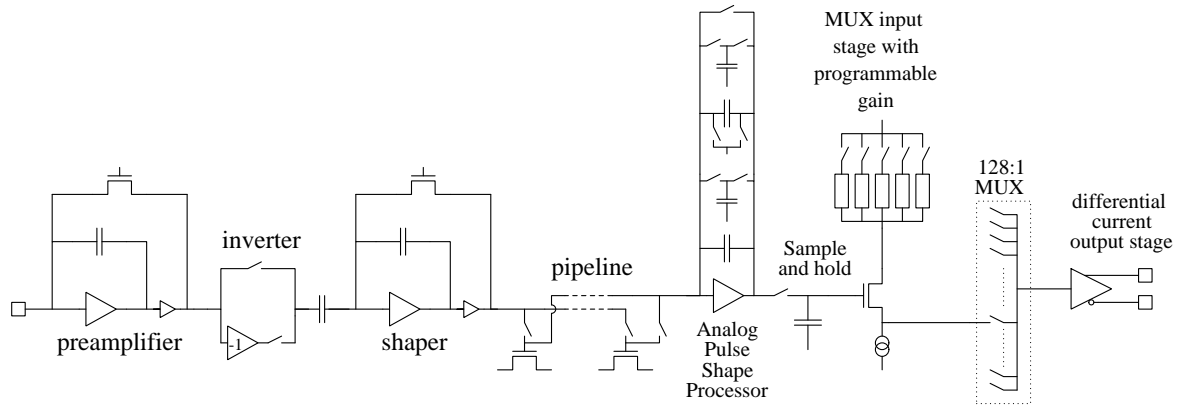 preamplifier
inverter
-1
shaper
pipeline
Analog
Pulse
Shape
Processor
Sample
and hold
MUX input
stage with
programmable
gain
128:1
MUX
differential
current
output stage